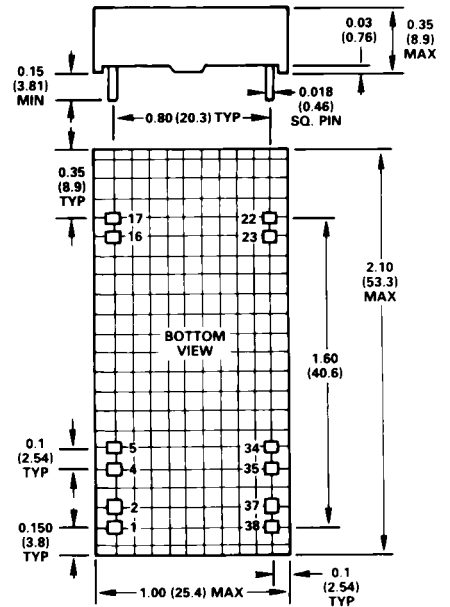 0.03
(0.76)
0.35
(8.9)
MAX
0.15
(3.81)
MIN
0.80 (20.3) TYP
0.018
(0.46)
SQ. PIN
0.35
(8.9)
TYP
17
22
16
23
2.10
(53.3)
MAX
BOTTOM
VIEW
1.60
(40.6)
0.1
(2.54)
TYP
5
34
4
35
2
37
1
38
0.150
(3.8)
TYP
1.00 (25.4) MAX
0.1
(2.54)
TYP